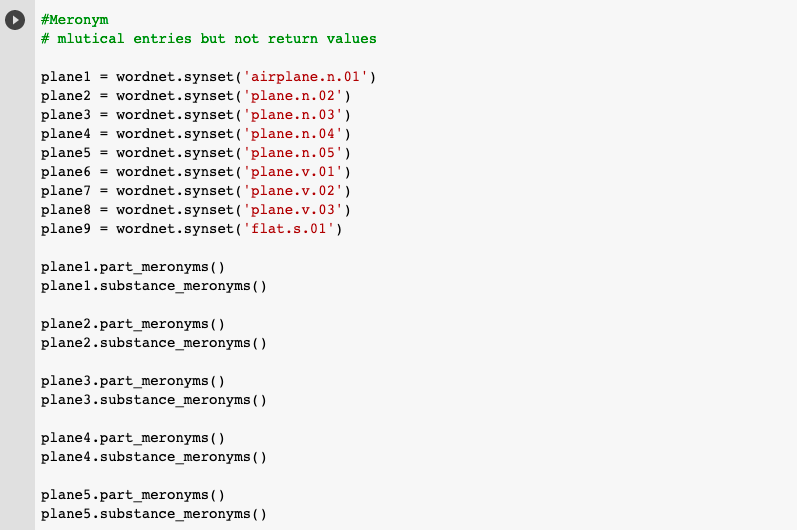 #Meronym
# mlutical entries but not return values
plane1 = wordnet.synset('airplane.n.01')
plane2 = wordnet.synset('plane.n.02')
plane3 = wordnet.synset('plane.n.03')
plane4 = wordnet.synset('plane.n.04')
plane5 = wordnet.synset('plane.n.05')
plane6 = wordnet.synset('plane.v.01')
plane7 = wordnet.synset('plane.v.02')
plane8 = wordnet.synset('plane.v.03')
plane9 = wordnet.synset('flat.s.01')
plane1.part_meronyms()
plane1.substance_meronyms()
plane2.part_meronyms()
plane2.substance_meronyms()
plane3.part_meronyms()
plane3.substance_meronyms()
plane4.part_meronyms()
plane4.substance_meronyms()
plane5.part_meronyms()
plane5.substance_meronyms()